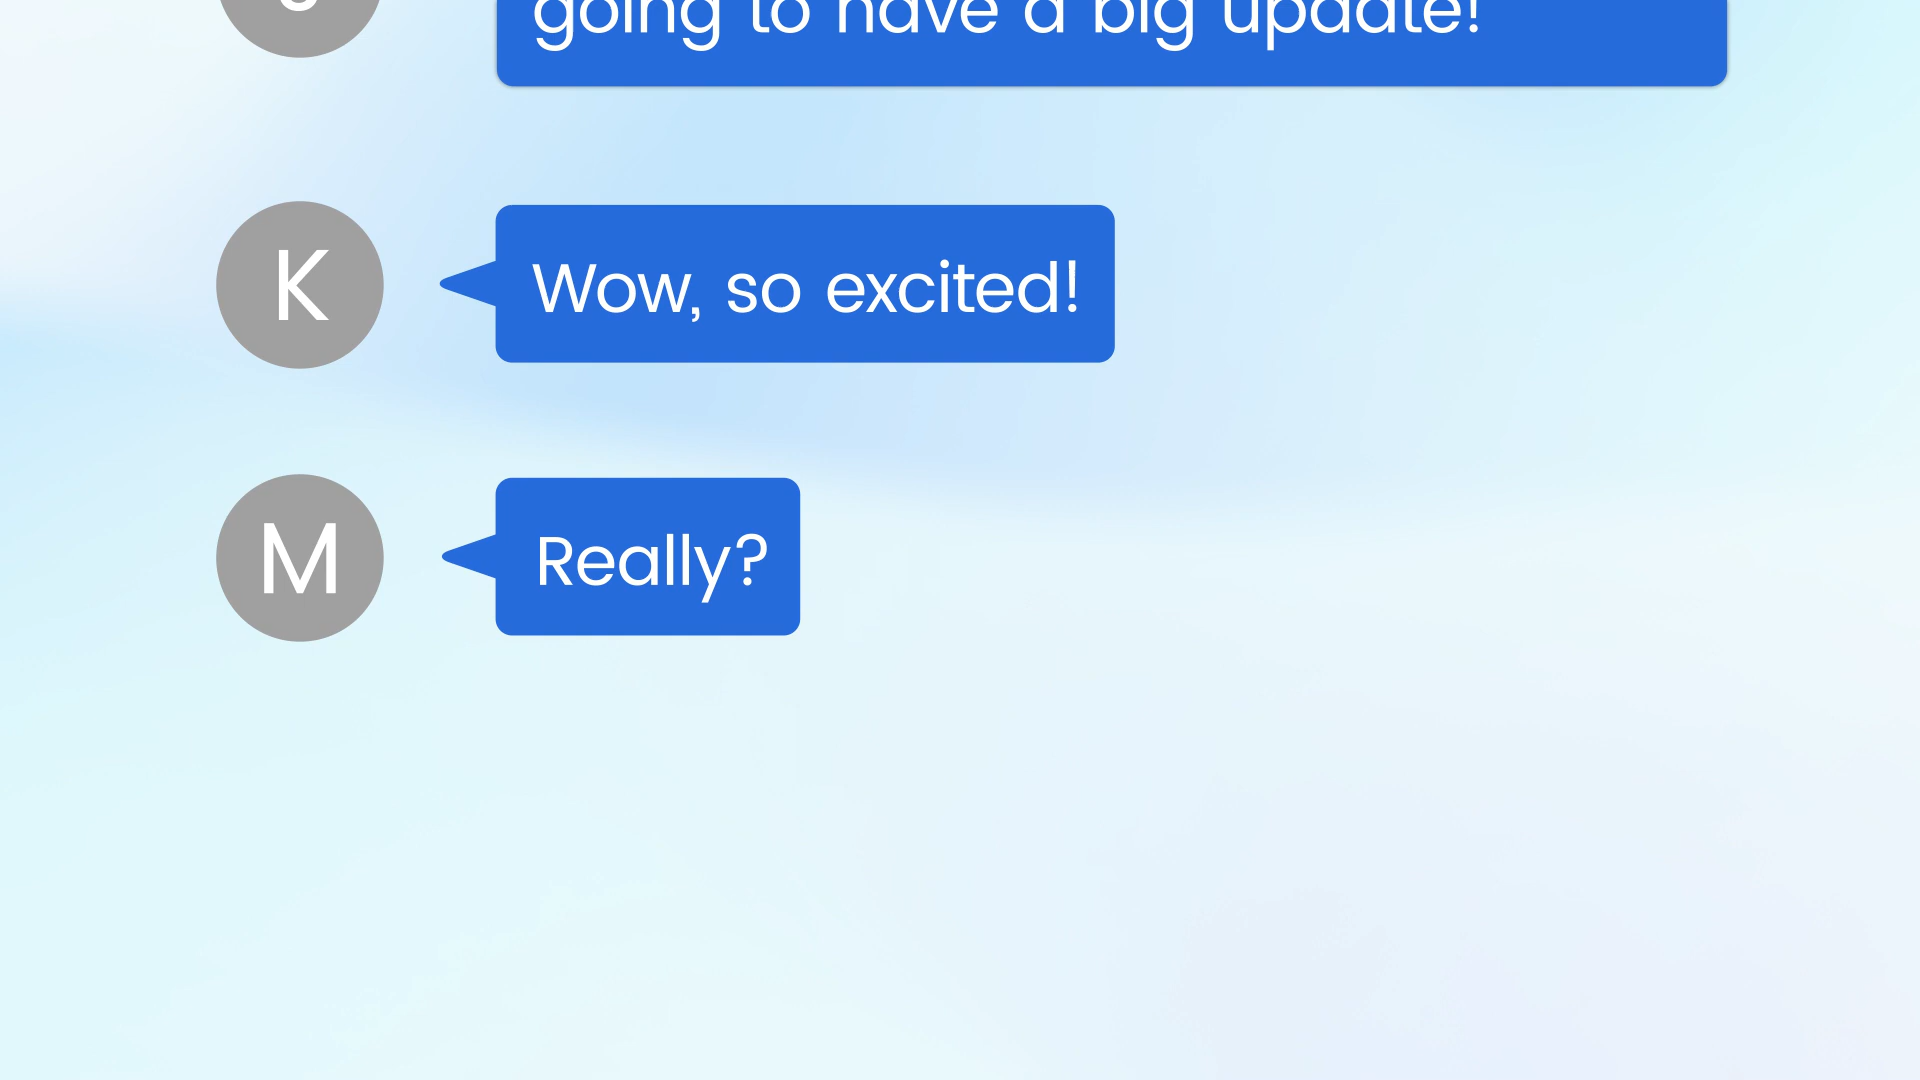 going to have a big update!
K
Wow, so excited!
M
Really?